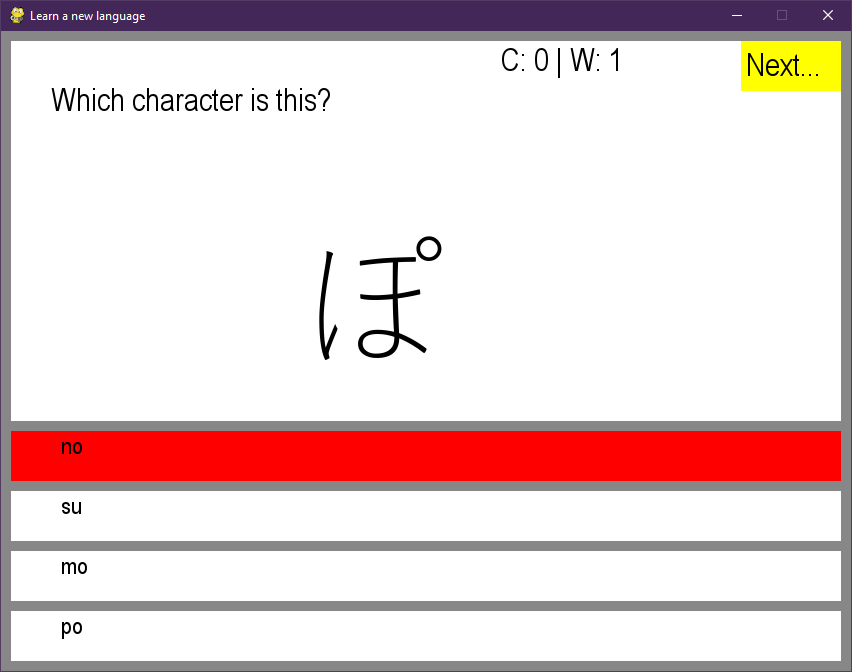 Learn a new language
C: 0 | W: 1
Next...
Which character is this?
ぽ
no
su
mo
po